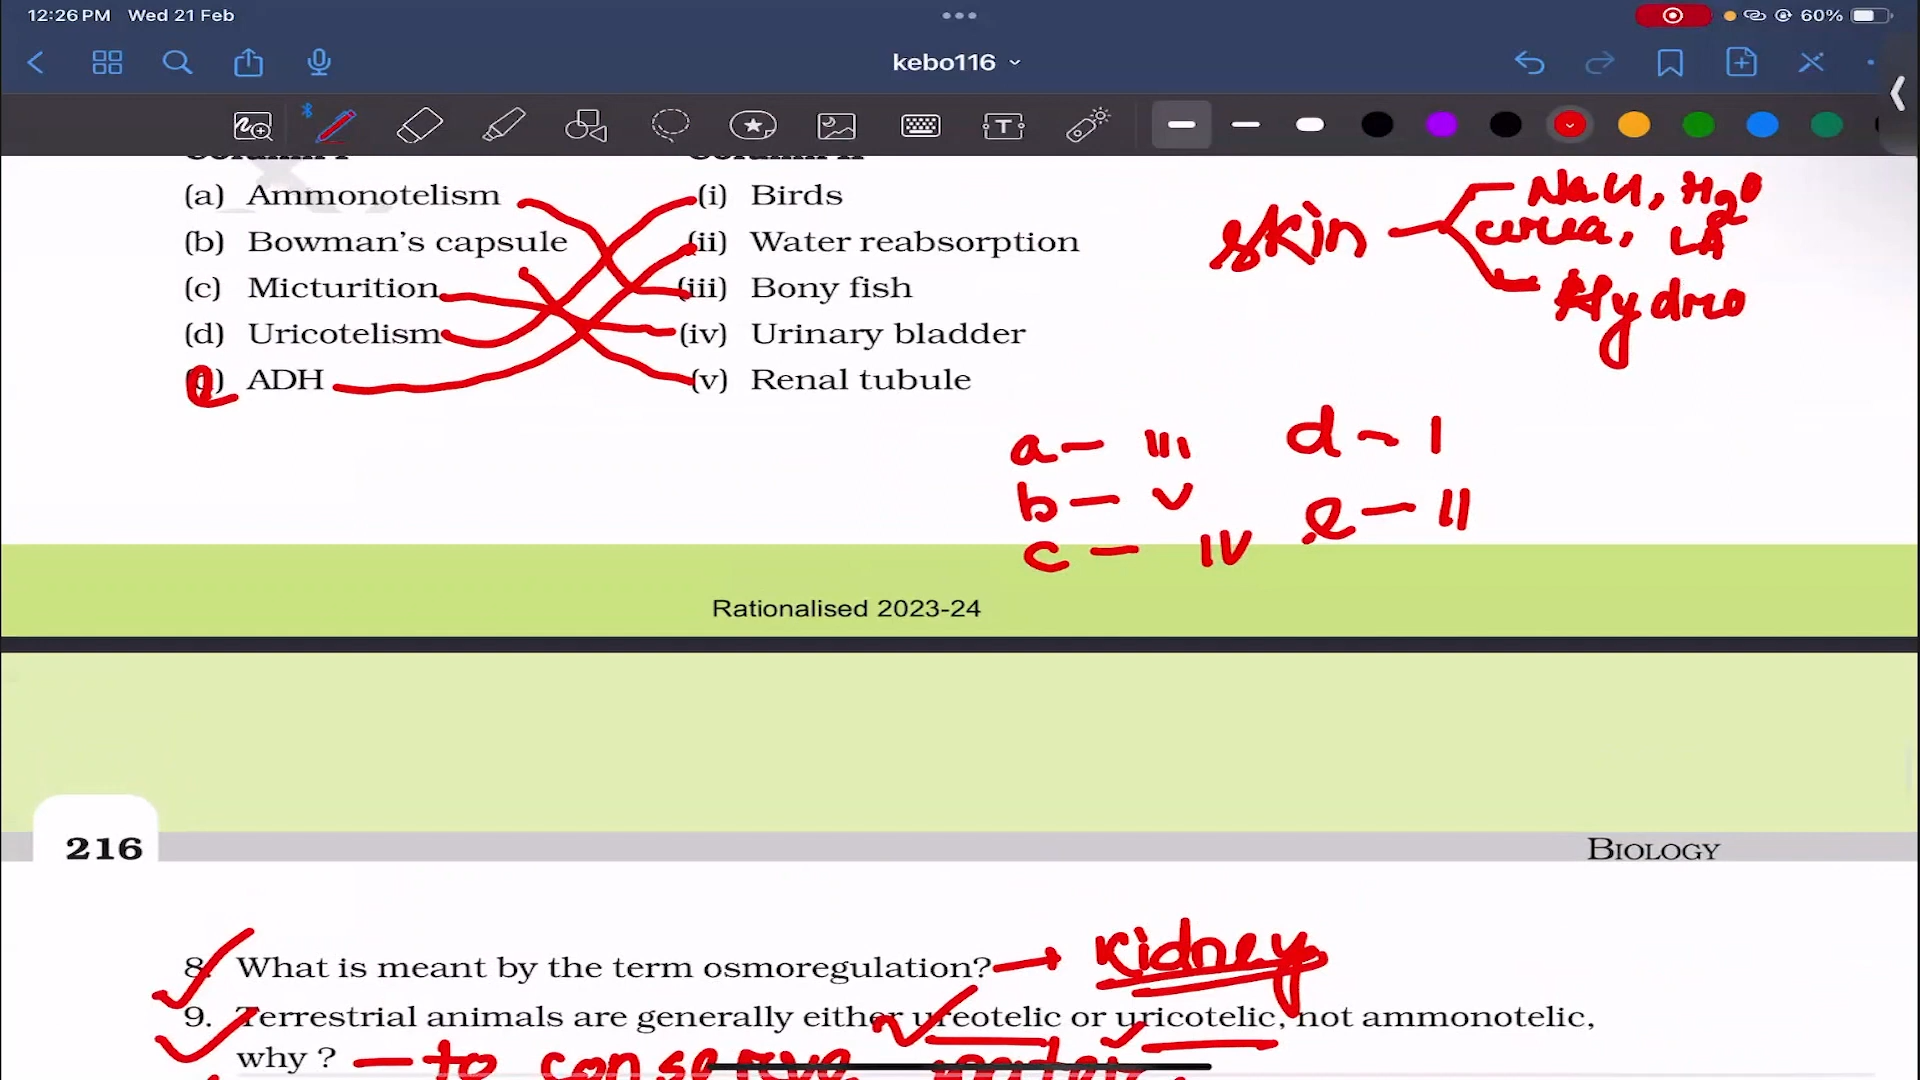 12:26 PM Wed 21 Feb
60%
kebo116
(a) Ammonotelism (i) Birds
(b) Bowman's capsule (ii) Water reabsorption
(c) Micturition (iii) Bony fish
(d) Uricotelism (iv) Urinary bladder
(e) ADH (v) Renal tubule
skin
NaCl, H2O
urea, LA
Hydro
a — III d — I
b — V e — II
c — IV
Rationalised 2023-24
216 BIOLOGY
8. What is meant by the term osmoregulation? → Kidney
9. Terrestrial animals are generally either ureotelic or uricotelic, not ammonotelic,
why ? — to conserve water